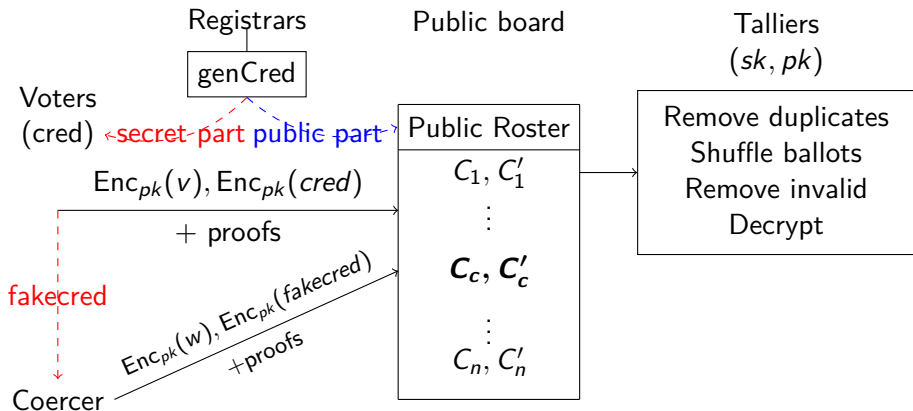 Registrars
genCred
Voters
(cred)
secret part
public part
Enc_pk(v), Enc_pk(cred)
+ proofs
fakecred
Enc_pk(w), Enc_pk(fakecred)
+proofs
Coercer
Public board
Public Roster
C_1, C'_1
⋮
C_c, C'_c
⋮
C_n, C'_n
Talliers
(sk, pk)
Remove duplicates
Shuffle ballots
Remove invalid
Decrypt